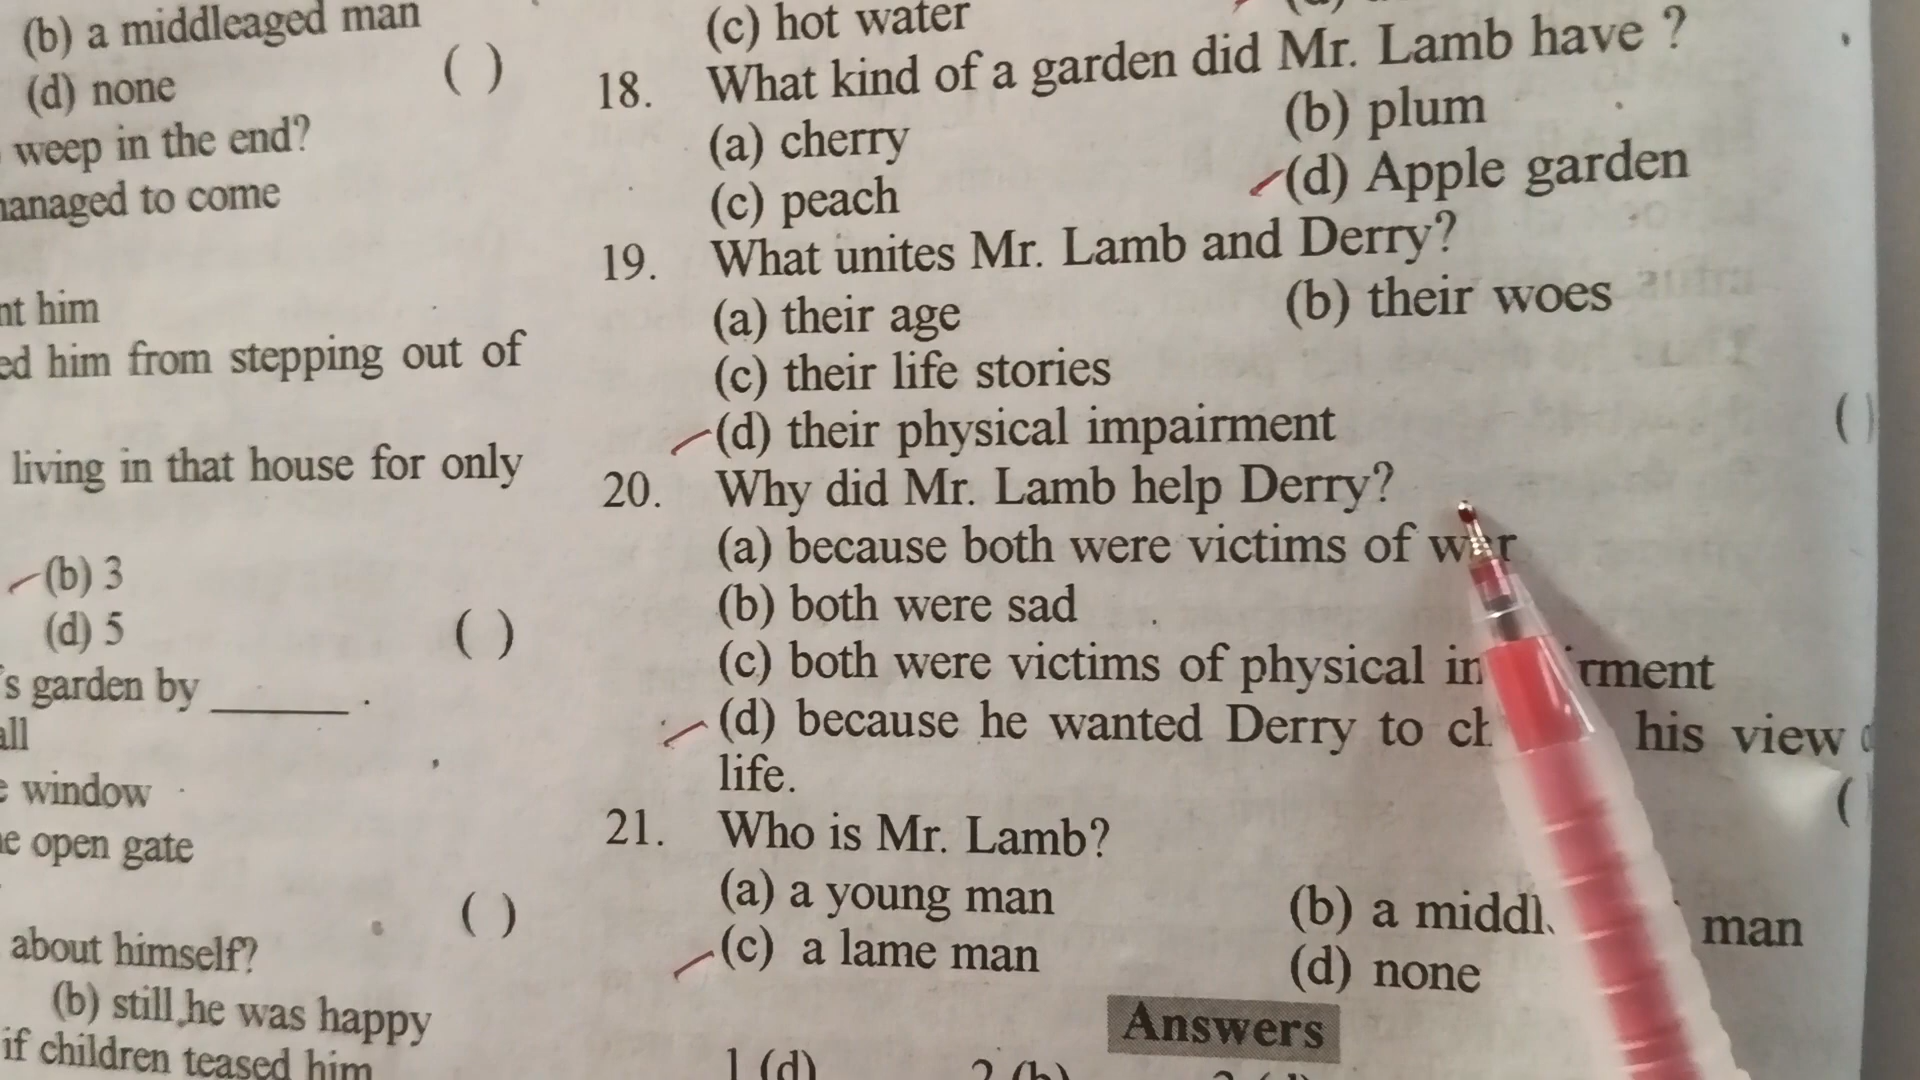 (b) a middleaged man
(d) none
( )
weep in the end?
managed to come
nt him
ed him from stepping out of
living in that house for only
(b) 3
(d) 5
( )
's garden by ______ .
all
window
open gate
( )
about himself?
(b) still he was happy
if children teased him
(c) hot water
18. What kind of a garden did Mr. Lamb have ?
(a) cherry (b) plum
(c) peach (d) Apple garden
19. What unites Mr. Lamb and Derry?
(a) their age (b) their woes
(c) their life stories
(d) their physical impairment ( )
20. Why did Mr. Lamb help Derry?
(a) because both were victims of war
(b) both were sad
(c) both were victims of physical irment
(d) because he wanted Derry to ch his view
life. (
21. Who is Mr. Lamb?
(a) a young man (b) a middl man
(c) a lame man (d) none
Answers
1 (d) 2 (b)